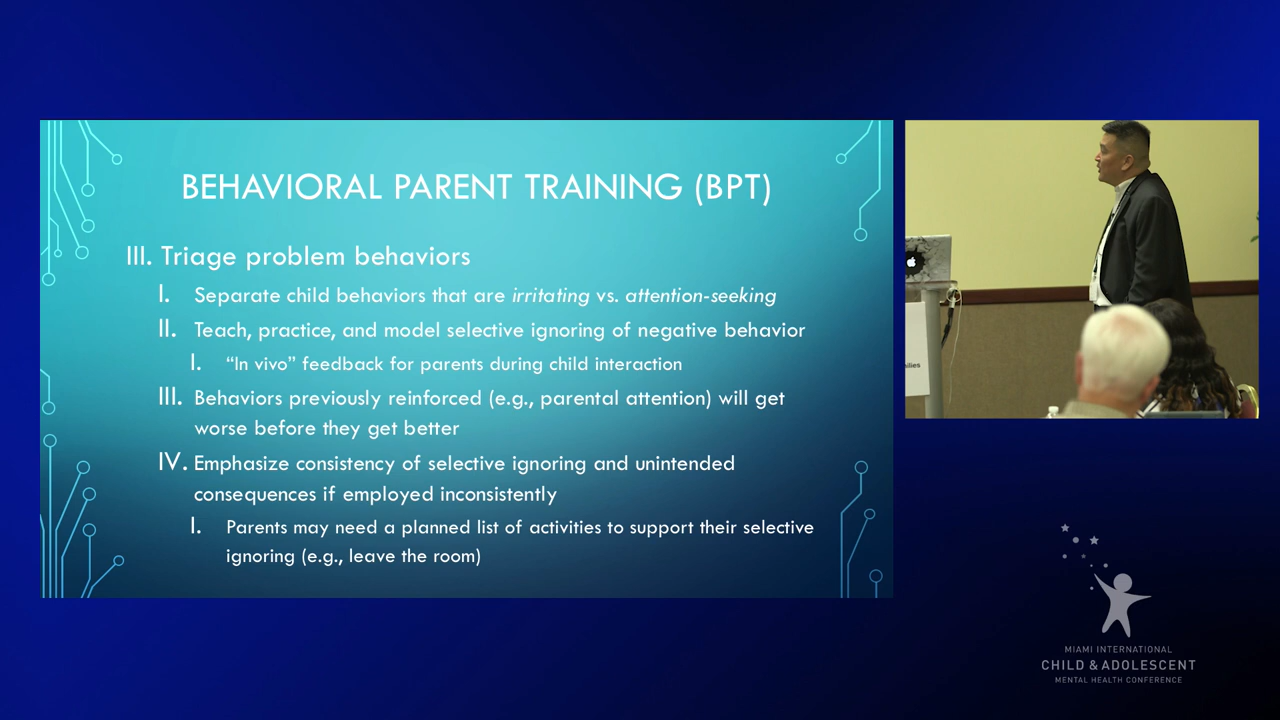 BEHAVIORAL PARENT TRAINING (BPT)
III. Triage problem behaviors
I. Separate child behaviors that are irritating vs. attention-seeking
II. Teach, practice, and model selective ignoring of negative behavior
I. “In vivo” feedback for parents during child interaction
III. Behaviors previously reinforced (e.g., parental attention) will get
worse before they get better
IV. Emphasize consistency of selective ignoring and unintended
consequences if employed inconsistently
I. Parents may need a planned list of activities to support their selective
ignoring (e.g., leave the room)
MIAMI INTERNATIONAL
CHILD & ADOLESCENT
MENTAL HEALTH CONFERENCE